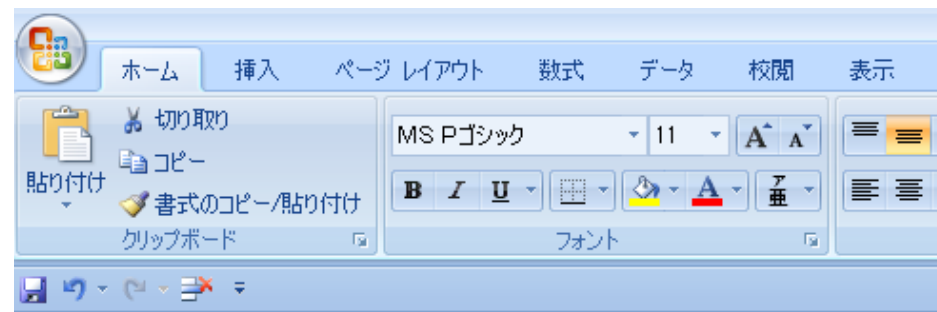 ホーム 挿入 ページ レイアウト 数式 データ 校閲 表示
切り取り
コピー
書式のコピー/貼り付け
貼り付け
クリップボード
MS Pゴシック 11 A A
B I U A ア亜
フォント